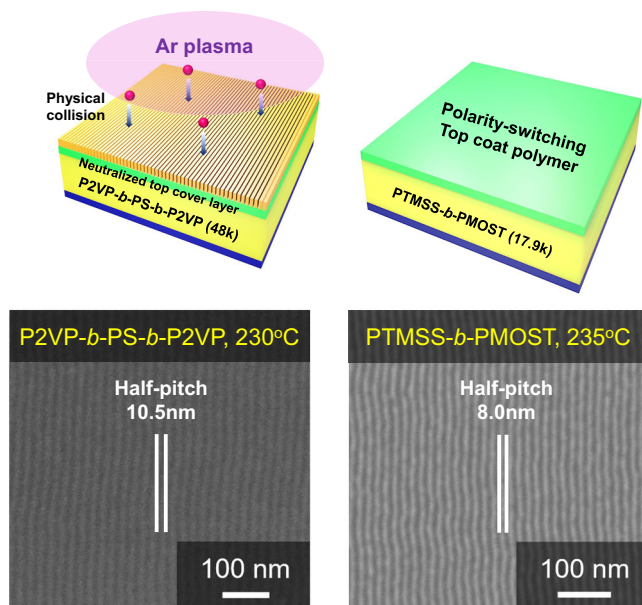 Ar plasma
Physical
collision
Neutralized top cover layer
P2VP-b-PS-b-P2VP (48k)
Polarity-switching
Top coat polymer
PTMSS-b-PMOST (17.9k)
P2VP-b-PS-b-P2VP, 230°C
Half-pitch
10.5nm
100 nm
PTMSS-b-PMOST, 235°C
Half-pitch
8.0nm
100 nm